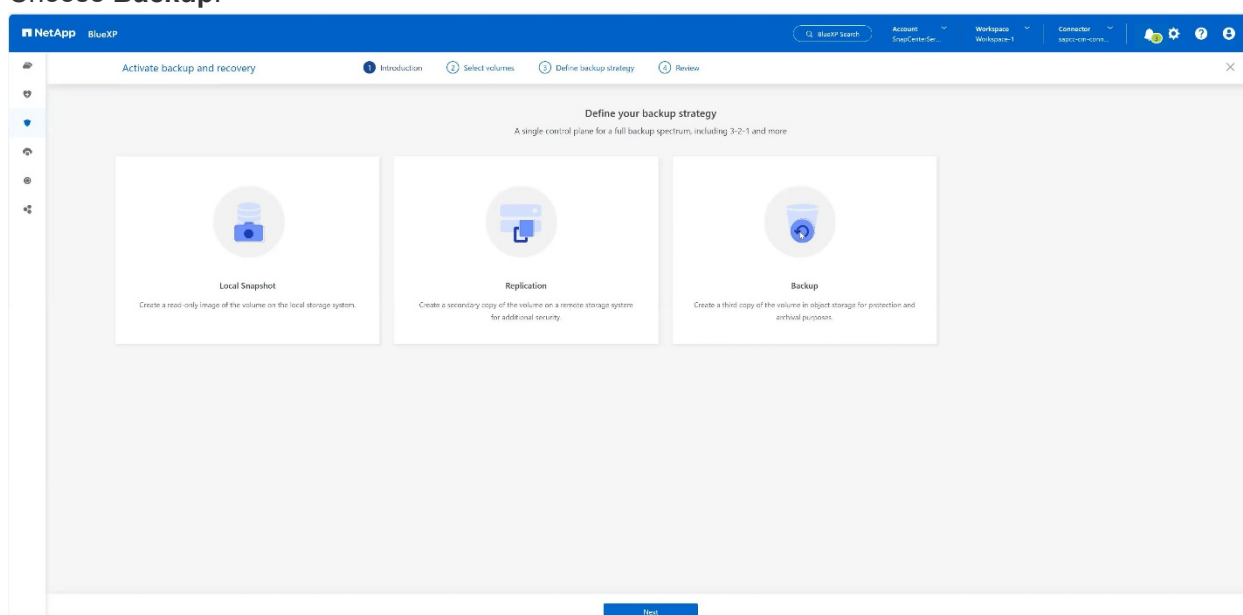 Choose Backup.
NetApp BlueXP
BlueXP Search
Account
SnapCenterSer...
Workspace
Workspace-1
Connector
sapcc-cm-conn...
3
Activate backup and recovery
1 Introduction
2 Select volumes
3 Define backup strategy
4 Review
Define your backup strategy
A single control plane for a full backup spectrum, including 3-2-1 and more
Local Snapshot
Create a read-only image of the volume on the local storage system.
Replication
Create a secondary copy of the volume on a remote storage system
for additional security.
Backup
Create a third copy of the volume in object storage for protection and
archival purposes.
Next